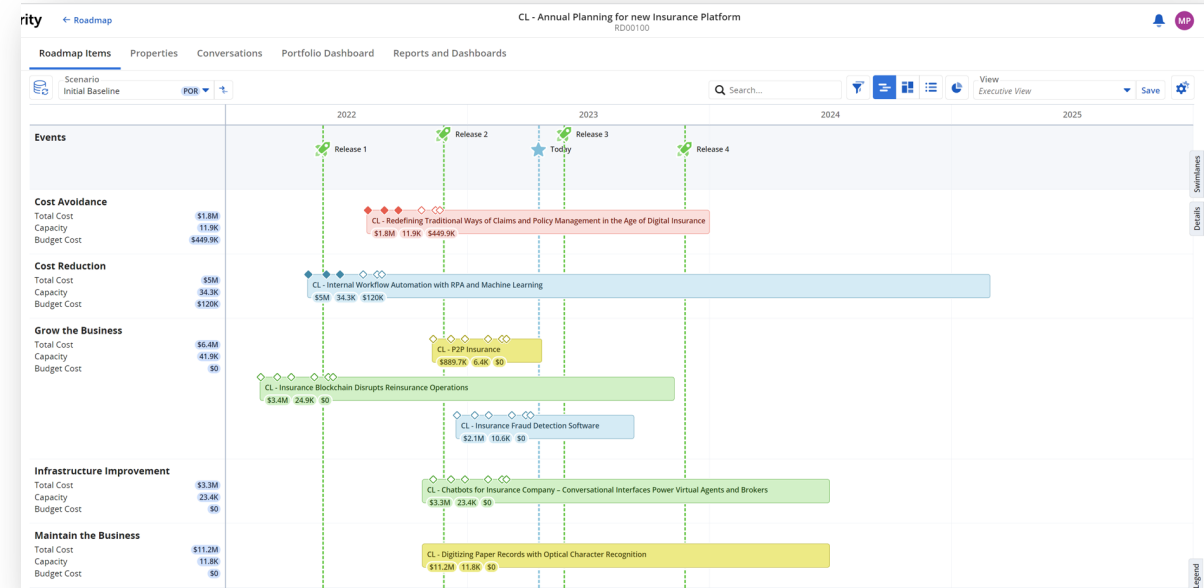 rity
← Roadmap
CL - Annual Planning for new Insurance Platform
RD00100
MP
Roadmap Items
Properties
Conversations
Portfolio Dashboard
Reports and Dashboards
Scenario
Initial Baseline
POR
Search...
View
Executive View
Save
2022
2023
2024
2025
Events
Release 1
Release 2
Today
Release 3
Release 4
Swimlanes
Details
Cost Avoidance
Total Cost $1.8M
Capacity 11.9K
Budget Cost $449.9K
CL - Redefining Traditional Ways of Claims and Policy Management in the Age of Digital Insurance
$1.8M 11.9K $449.9K
Cost Reduction
Total Cost $5M
Capacity 34.3K
Budget Cost $120K
CL - Internal Workflow Automation with RPA and Machine Learning
$5M 34.3K $120K
Grow the Business
Total Cost $6.4M
Capacity 41.9K
Budget Cost $0
CL - P2P Insurance
$889.7K 6.4K $0
CL - Insurance Blockchain Disrupts Reinsurance Operations
$3.4M 24.9K $0
CL - Insurance Fraud Detection Software
$2.1M 10.6K $0
Infrastructure Improvement
Total Cost $3.3M
Capacity 23.4K
Budget Cost $0
CL - Chatbots for Insurance Company – Conversational Interfaces Power Virtual Agents and Brokers
$3.3M 23.4K $0
Maintain the Business
Total Cost $11.2M
Capacity 11.8K
Budget Cost $0
CL - Digitizing Paper Records with Optical Character Recognition
$11.2M 11.8K $0
Legend